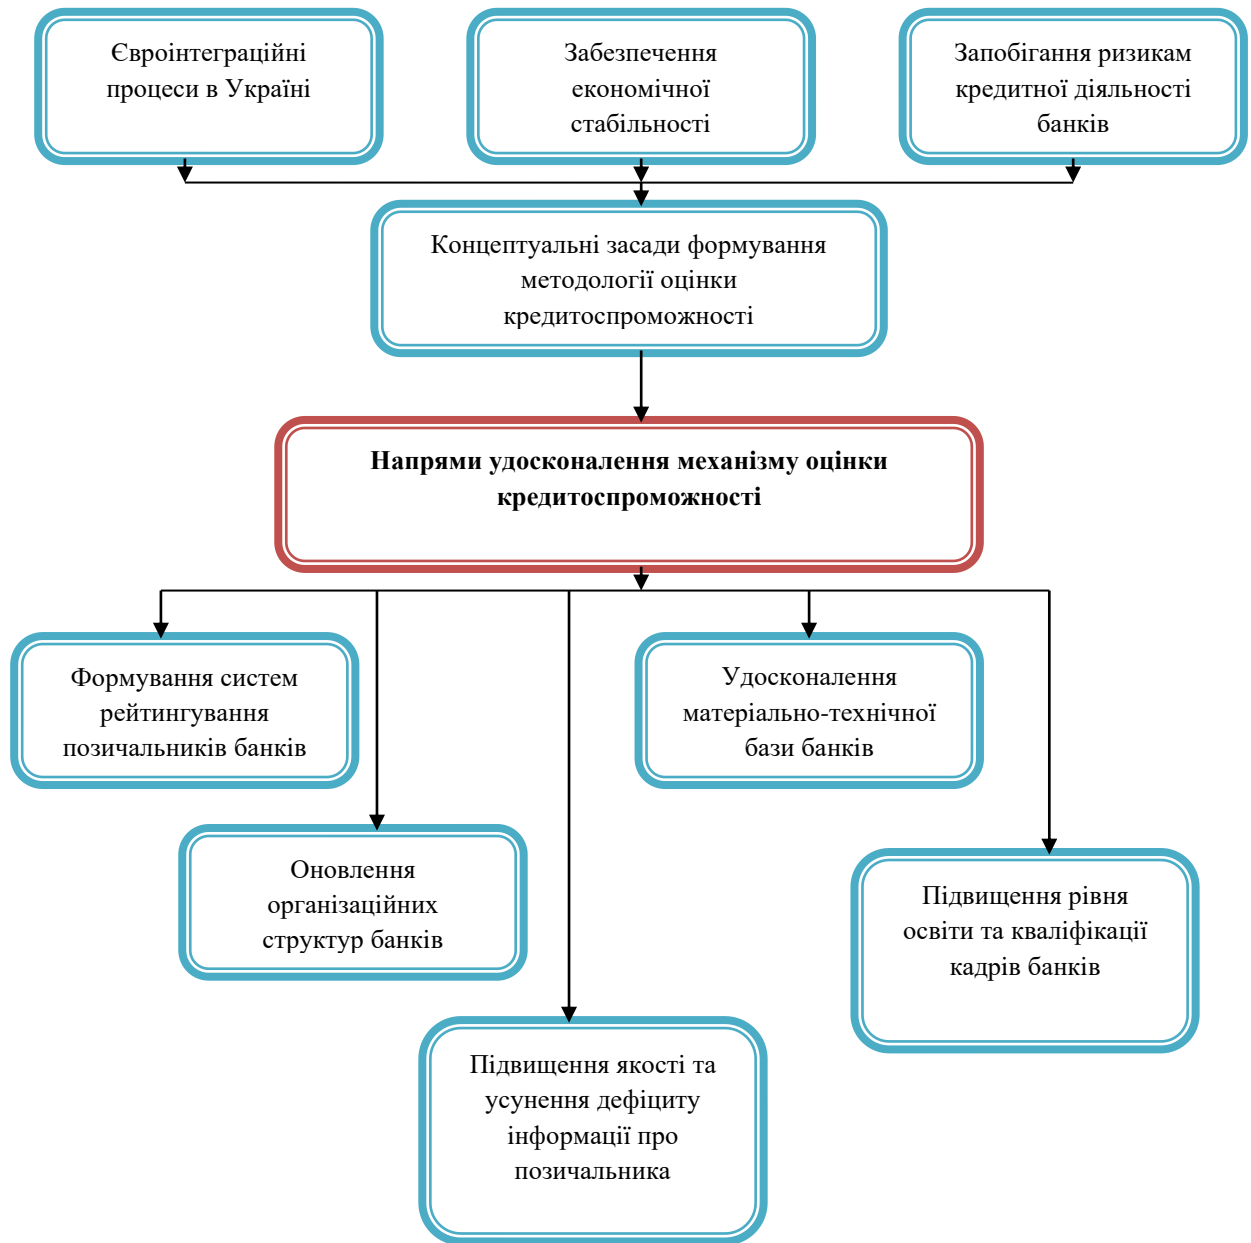 Євроінтеграційні
процеси в Україні
Забезпечення
економічної
стабільності
Запобігання ризикам
кредитної діяльності
банків
Концептуальні засади формування
методології оцінки
кредитоспроможності
Напрями удосконалення механізму оцінки
кредитоспроможності
Формування систем
рейтингування
позичальників банків
Удосконалення
матеріально-технічної
бази банків
Оновлення
організаційних
структур банків
Підвищення рівня
освіти та кваліфікації
кадрів банків
Підвищення якості та
усунення дефіциту
інформації про
позичальника